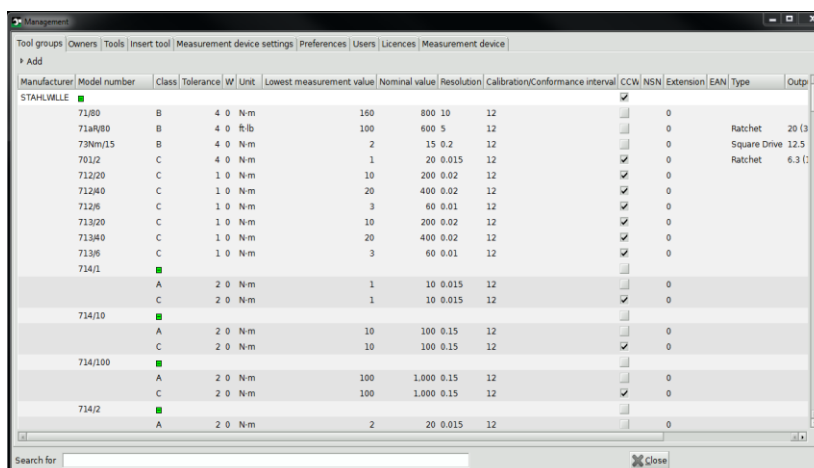 Management
Tool groups Owners Tools Insert tool Measurement device settings Preferences Users Licences Measurement device
Add
Manufacturer Model number Class Tolerance W Unit Lowest measurement value Nominal value Resolution Calibration/Conformance interval CCW NSN Extension EAN Type Outpu
STAHLWILLE
71/80 B 4 0 N·m 160 800 10 12 0
71aR/80 B 4 0 ft·lb 100 600 5 12 0 Ratchet 20 (3
73Nm/15 B 4 0 N·m 2 15 0.2 12 0 Square Drive 12.5
701/2 C 4 0 N·m 1 20 0.015 12 0 Ratchet 6.3 (1
712/20 C 1 0 N·m 10 200 0.02 12 0
712/40 C 1 0 N·m 20 400 0.02 12 0
712/6 C 1 0 N·m 3 60 0.01 12 0
713/20 C 1 0 N·m 10 200 0.02 12 0
713/40 C 1 0 N·m 20 400 0.02 12 0
713/6 C 1 0 N·m 3 60 0.01 12 0
714/1
A 2 0 N·m 1 10 0.015 12 0
C 2 0 N·m 1 10 0.015 12 0
714/10
A 2 0 N·m 10 100 0.15 12 0
C 2 0 N·m 10 100 0.15 12 0
714/100
A 2 0 N·m 100 1,000 0.15 12 0
C 2 0 N·m 100 1,000 0.15 12 0
714/2
A 2 0 N·m 2 20 0.015 12 0
Search for Close